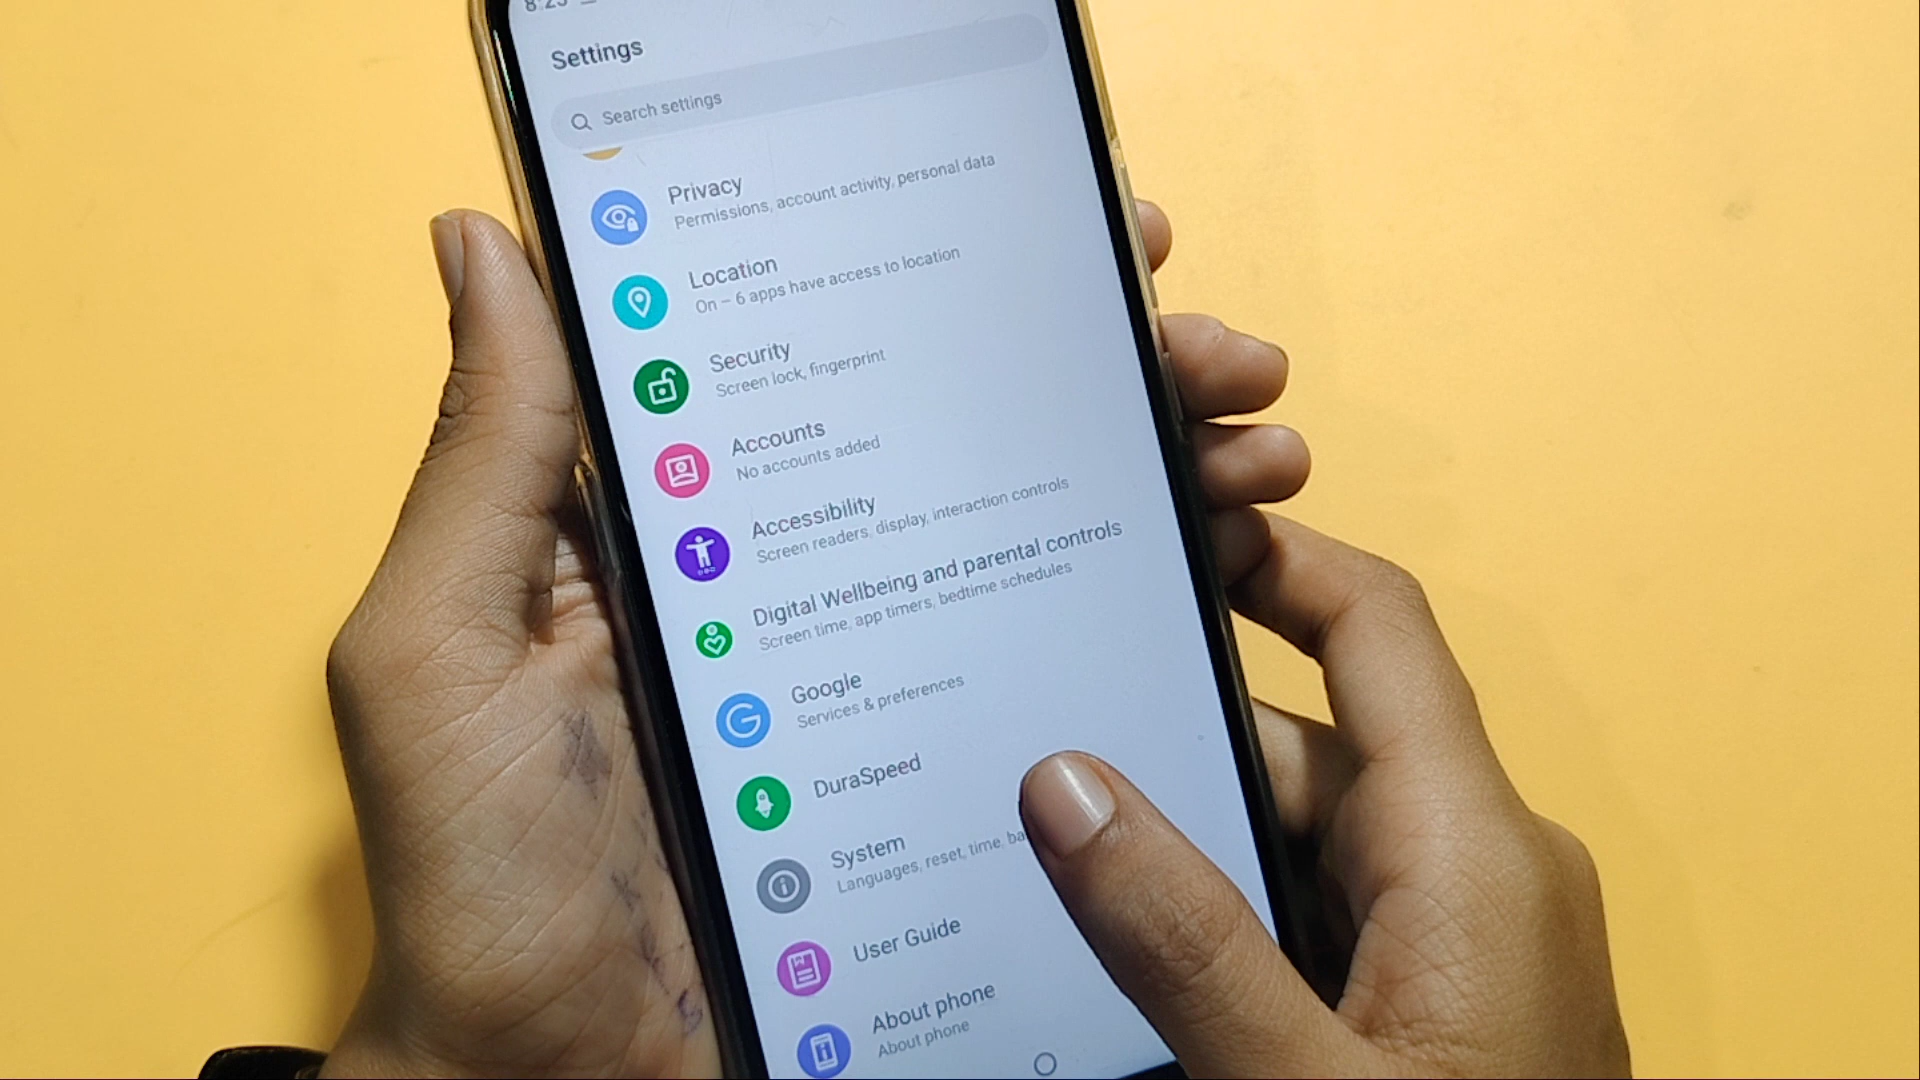 8:25
Settings
Search settings
Privacy
Permissions, account activity, personal data
Location
On – 6 apps have access to location
Security
Screen lock, fingerprint
Accounts
No accounts added
Accessibility
Screen readers, display, interaction controls
Digital Wellbeing and parental controls
Screen time, app timers, bedtime schedules
Google
Services & preferences
DuraSpeed
System
Languages, reset, time,
User Guide
About phone
About phone